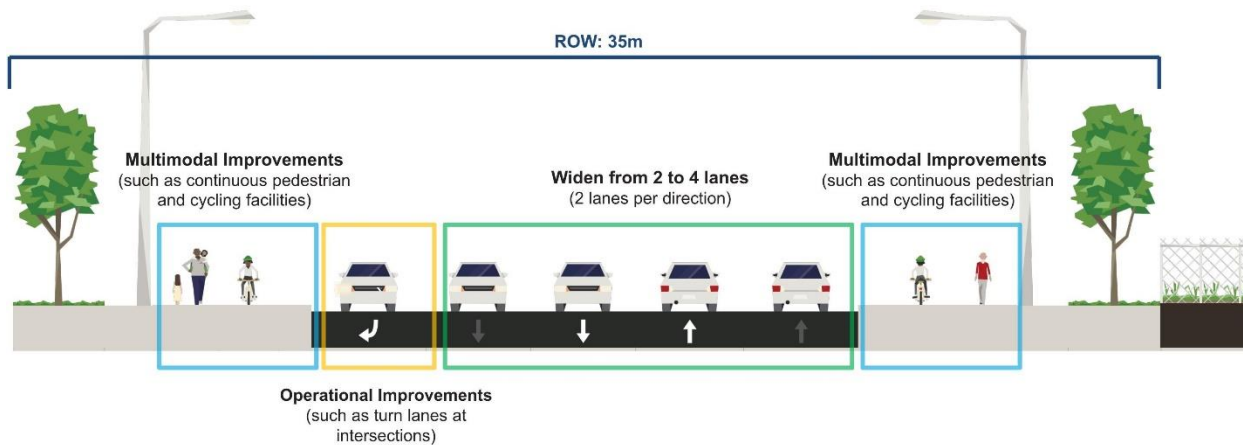 ROW: 35m
Multimodal Improvements
(such as continuous pedestrian
and cycling facilities)
Widen from 2 to 4 lanes
(2 lanes per direction)
Multimodal Improvements
(such as continuous pedestrian
and cycling facilities)
Operational Improvements
(such as turn lanes at
intersections)